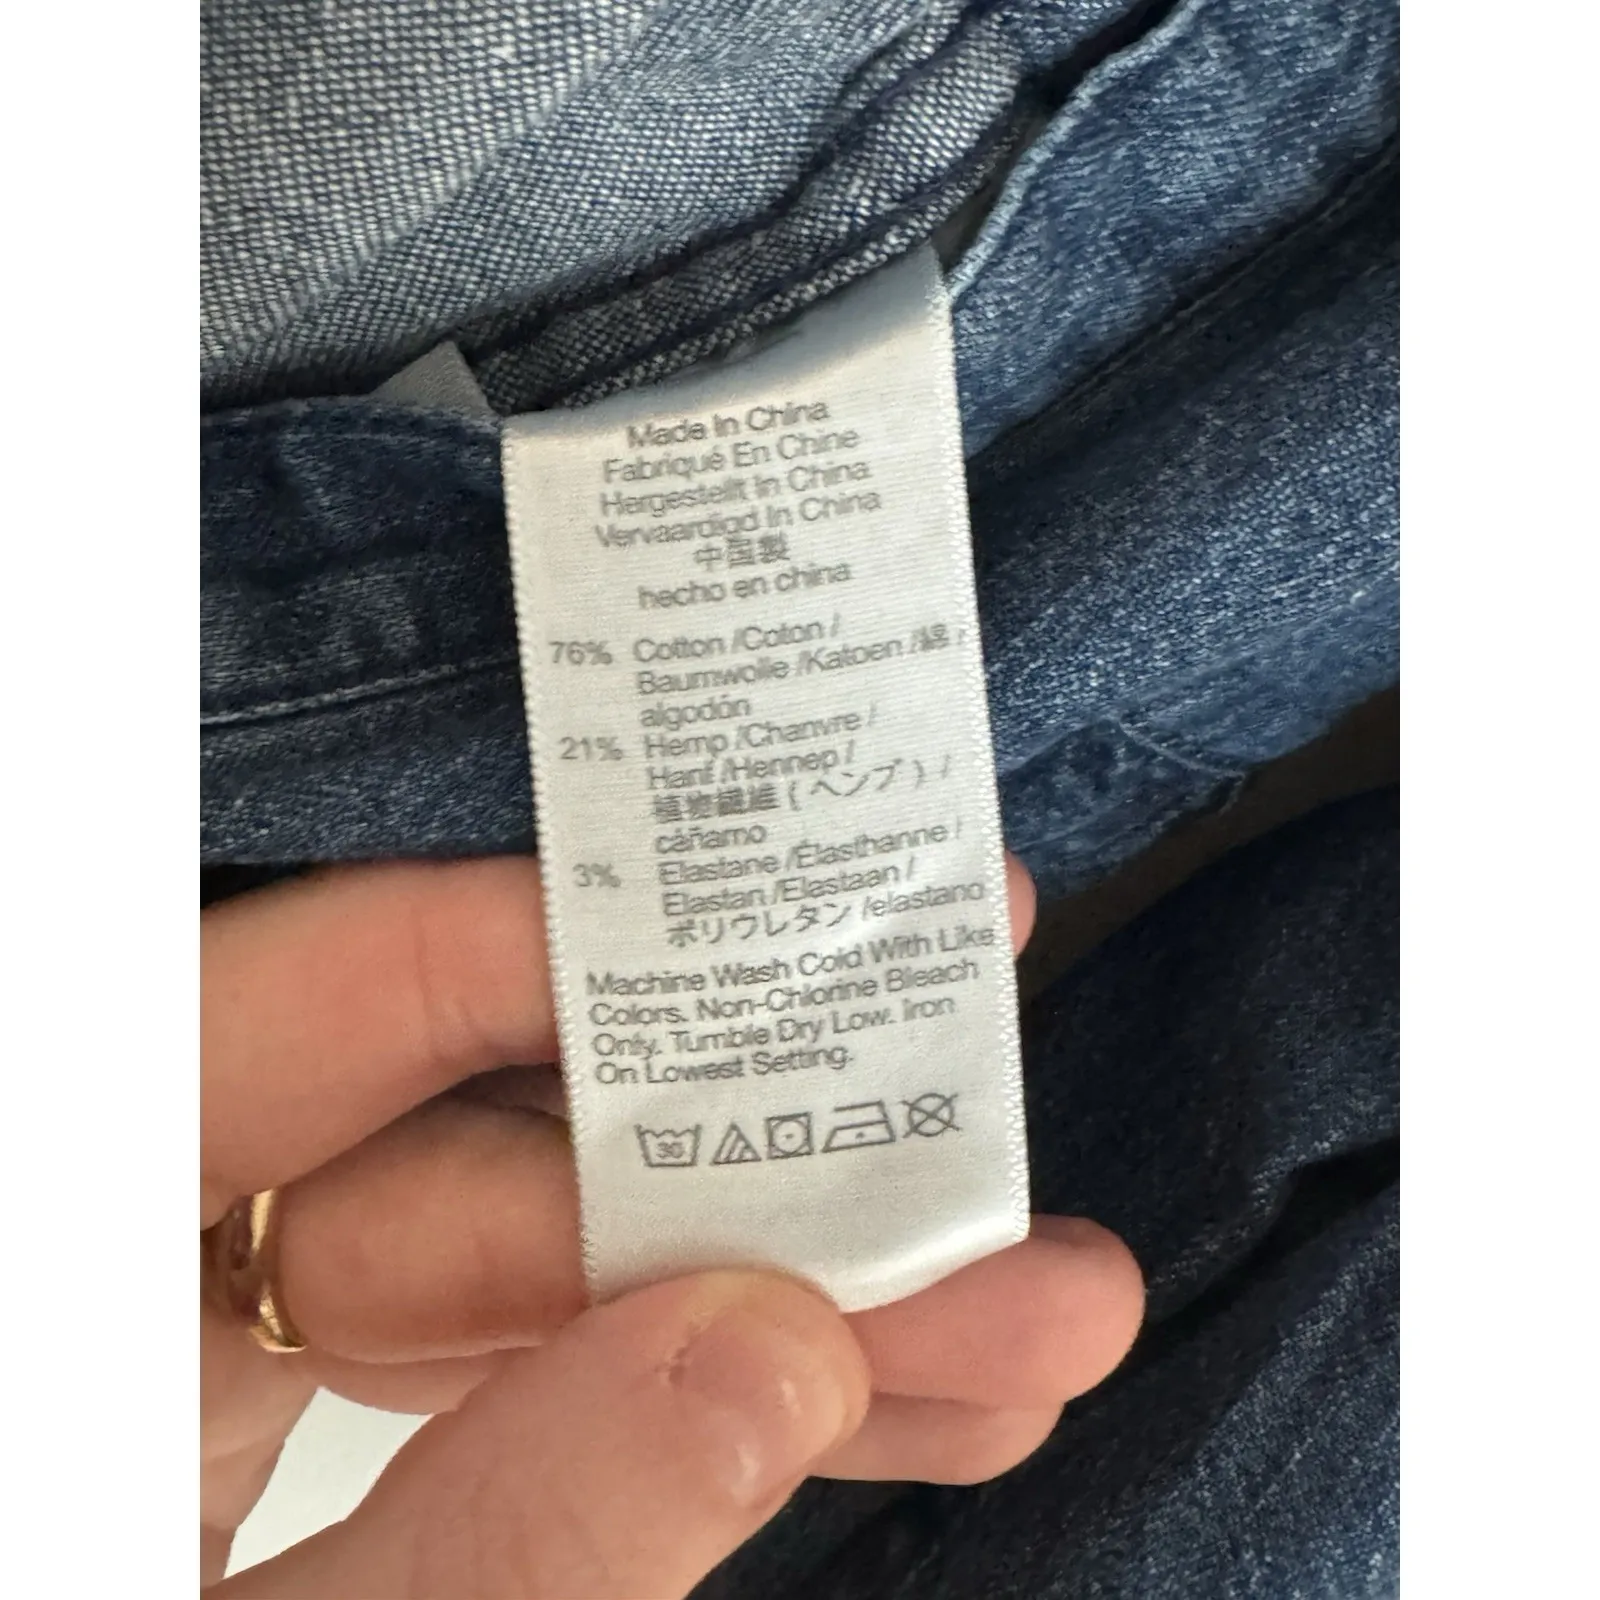 Made In China
Fabriqué En Chine
Hergestellt In China
Vervaardigd In China
中国製
hecho en china
76% Cotton /Coton /
Baumwolle /Katoen /綿 /
algodón
21% Hemp /Chanvre /
Hanf /Hennep /
植物繊維 (ヘンプ) /
cáñamo
3% Elastane /Élasthanne /
Elastan /Elastaan /
ポリウレタン /elastano
Machine Wash Cold With Like
Colors. Non-Chlorine Bleach
Only. Tumble Dry Low. Iron
On Lowest Setting.
30